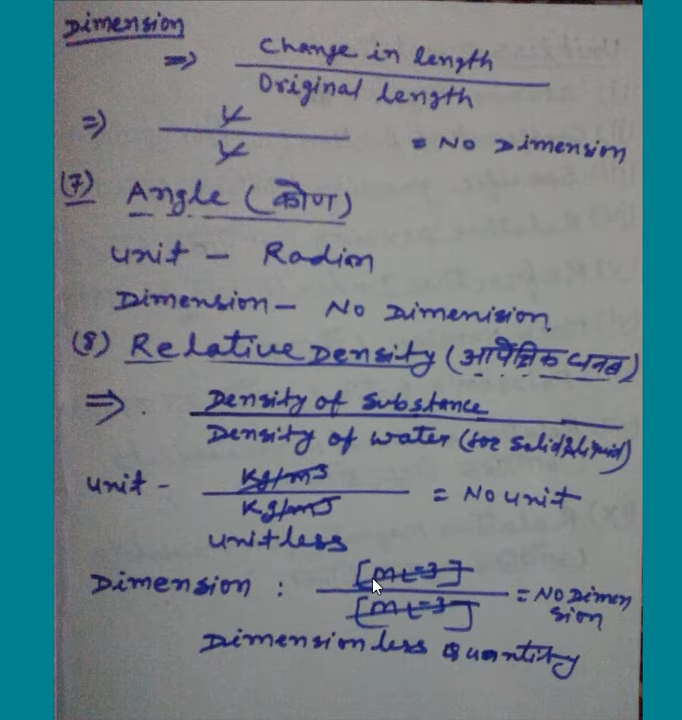 Dimension
⇒ Change in length
Original length
⇒ L
L = No Dimension
(7) Angle (कोण)
unit - Radian
Dimension - No Dimenision
(8) Relative Density (आपेक्षिक घनत्व)
⇒ Density of Substance
Density of water (for Solid & liquid)
unit - Kg/m3
Kg/m3 = No unit
unitless
Dimension : [ML-3]
[ML-3] = No Dimen
sion
Dimensionless Quantity